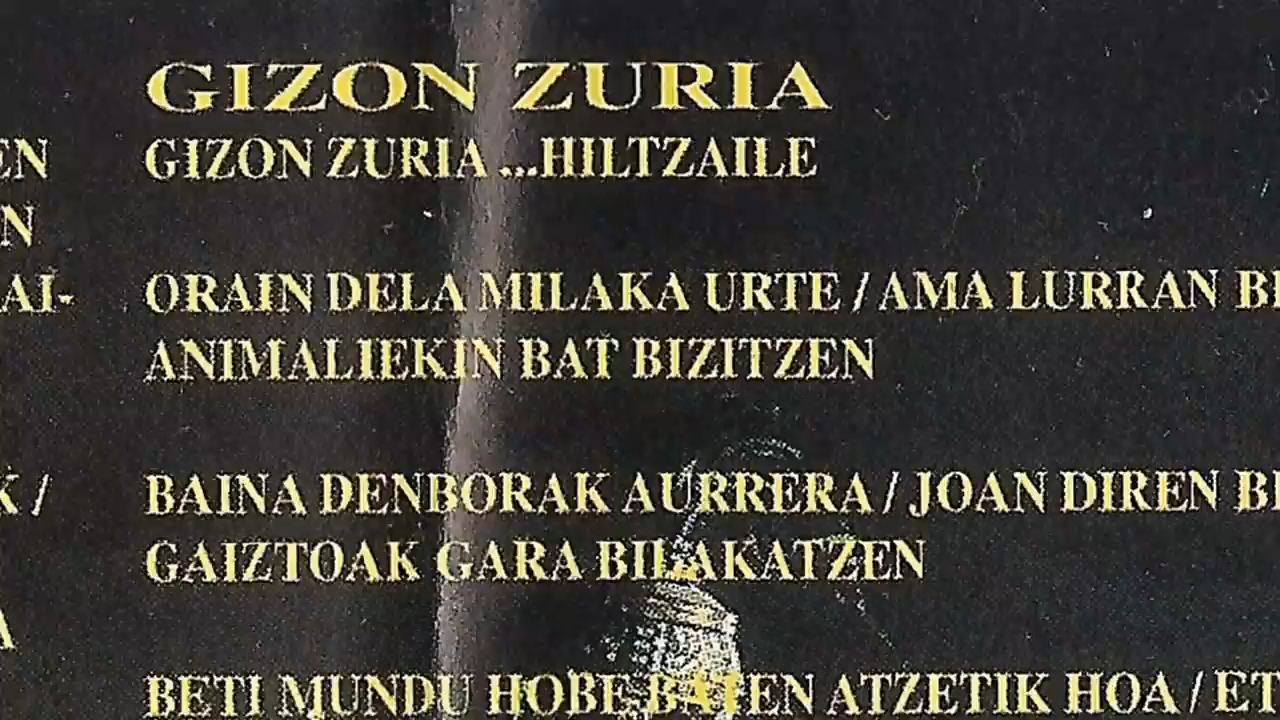 GIZON ZURIA
EN GIZON ZURIA ...HILTZAILE
N
AI- ORAIN DELA MILAKA URTE / AMA LURRAN
ANIMALIEKIN BAT BIZITZEN
K / BAINA DENBORAK AURRERA / JOAN DIREN
GAIZTOAK GARA BILAKATZEN
A
BETI MUNDU HOBE BATEN ATZETIK HOA / ET